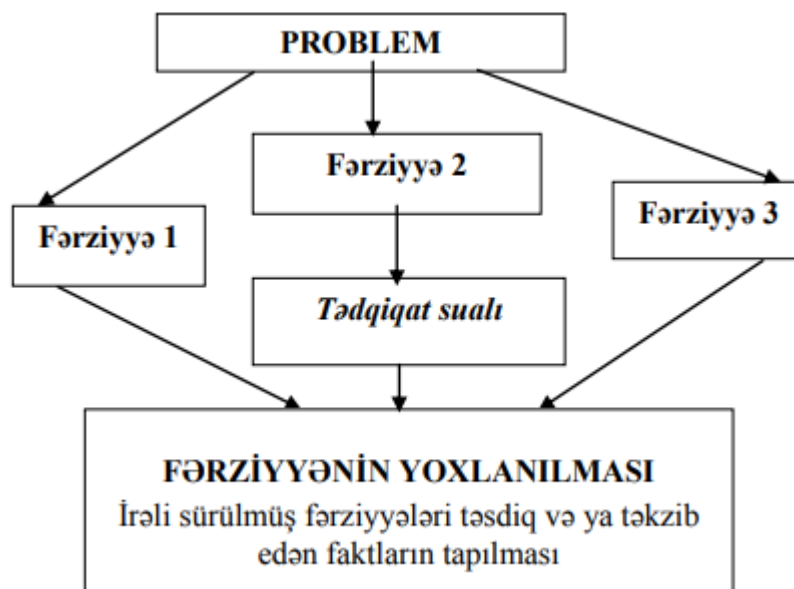 PROBLEM
Fərziyyə 2
Fərziyyə 1
Fərziyyə 3
Tədqiqat sualı
FƏRZİYYƏNİN YOXLANILMASI
İrəli sürülmüş fərziyyələri təsdiq və ya təkzib
edən faktların tapılması